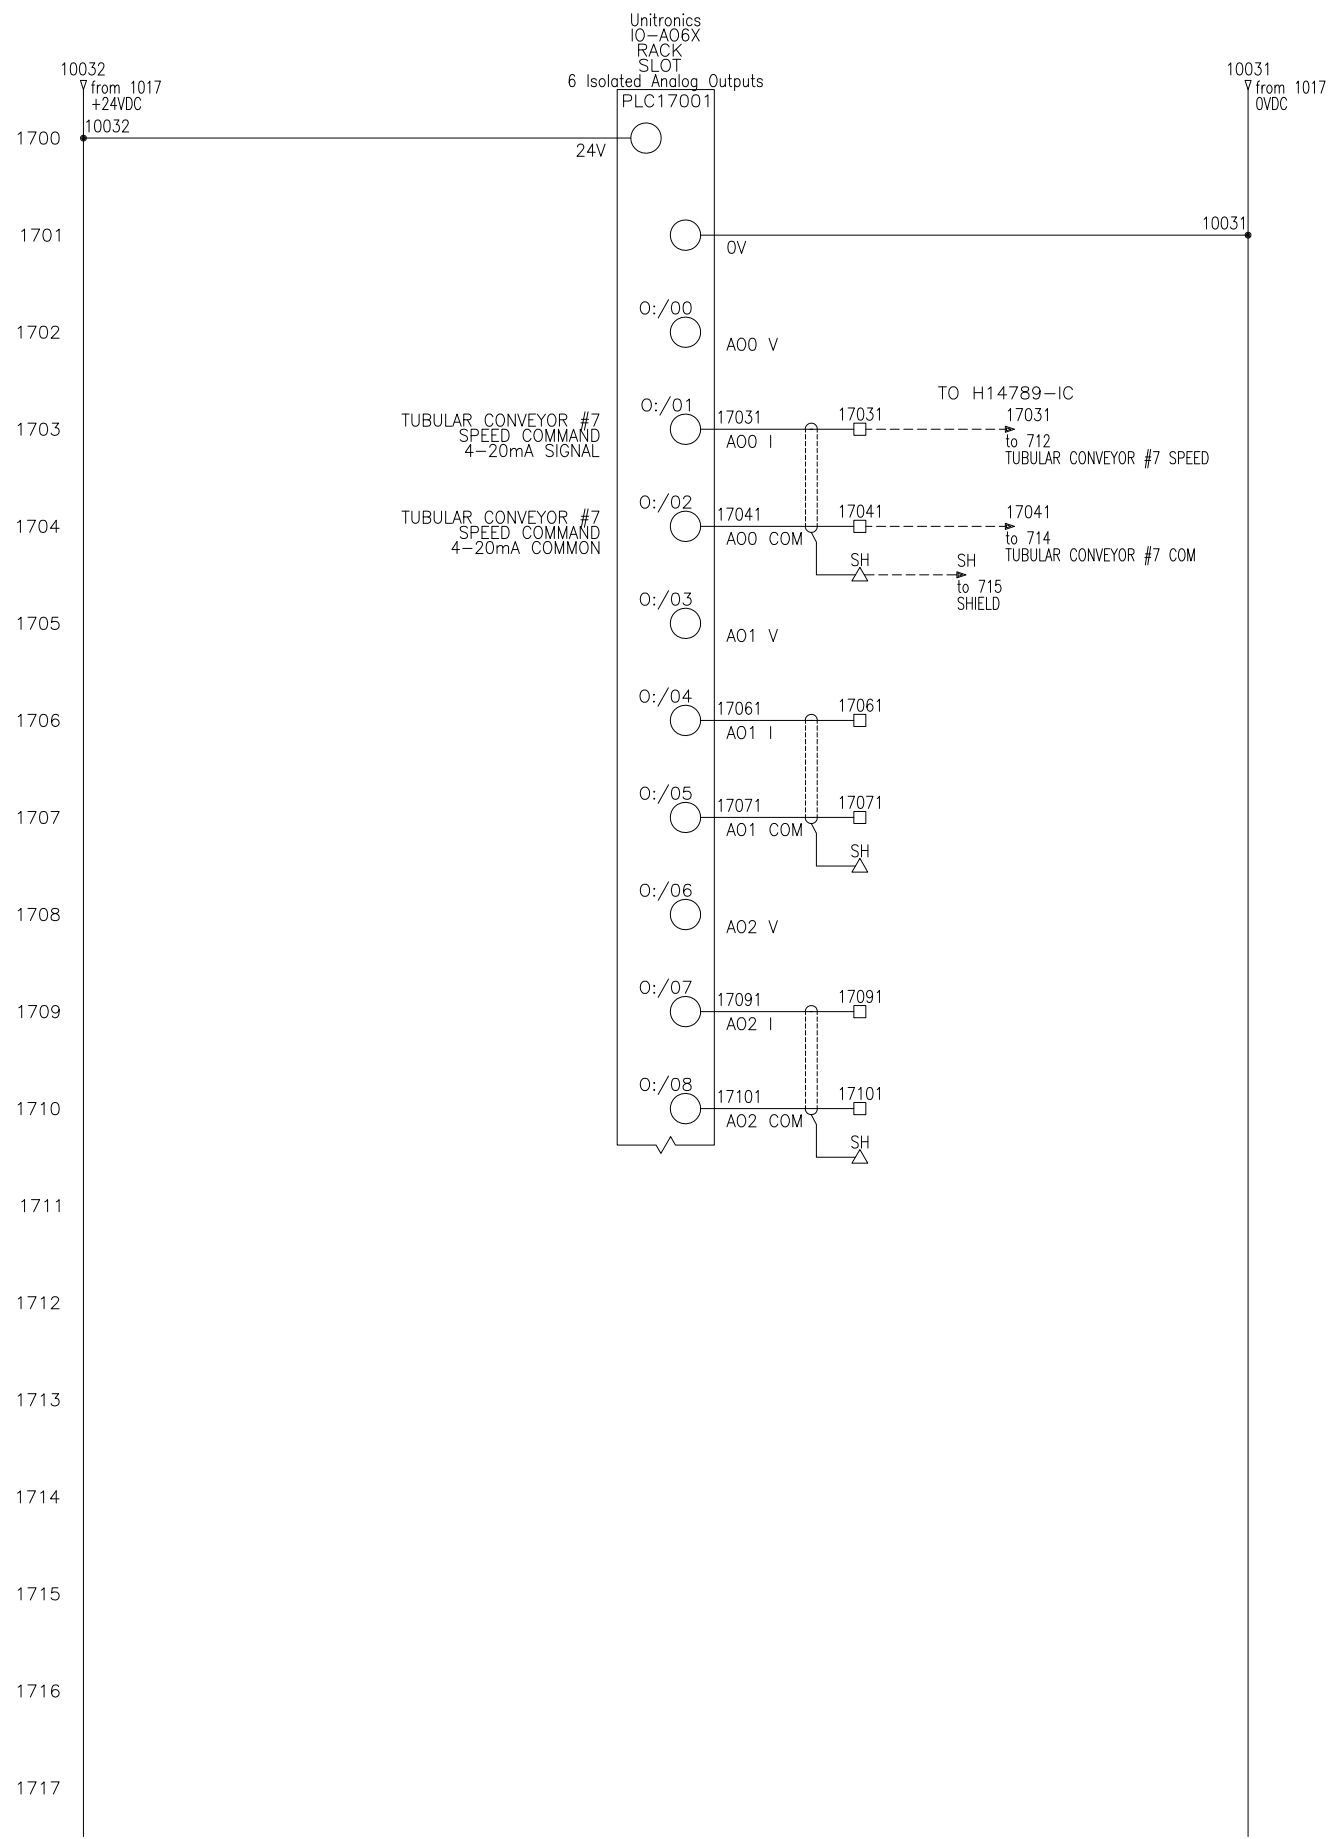 Unitronics
IO-AO6X
RACK
SLOT
6 Isolated Analog Outputs
PLC17001
10032
from 1017
+24VDC
10031
from 1017
0VDC
1700
10032
24V
1701
0V
10031
1702
O:/00
AO0 V
TO H14789-IC
1703
TUBULAR CONVEYOR #7
SPEED COMMAND
4-20mA SIGNAL
O:/01
17031
AO0 I
17031
17031
to 712
TUBULAR CONVEYOR #7 SPEED
1704
TUBULAR CONVEYOR #7
SPEED COMMAND
4-20mA COMMON
O:/02
17041
AO0 COM
17041
17041
to 714
TUBULAR CONVEYOR #7 COM
SH
SH
to 715
SHIELD
1705
O:/03
AO1 V
1706
O:/04
17061
AO1 I
17061
1707
O:/05
17071
AO1 COM
17071
SH
1708
O:/06
AO2 V
1709
O:/07
17091
AO2 I
17091
1710
O:/08
17101
AO2 COM
17101
SH
1711
1712
1713
1714
1715
1716
1717